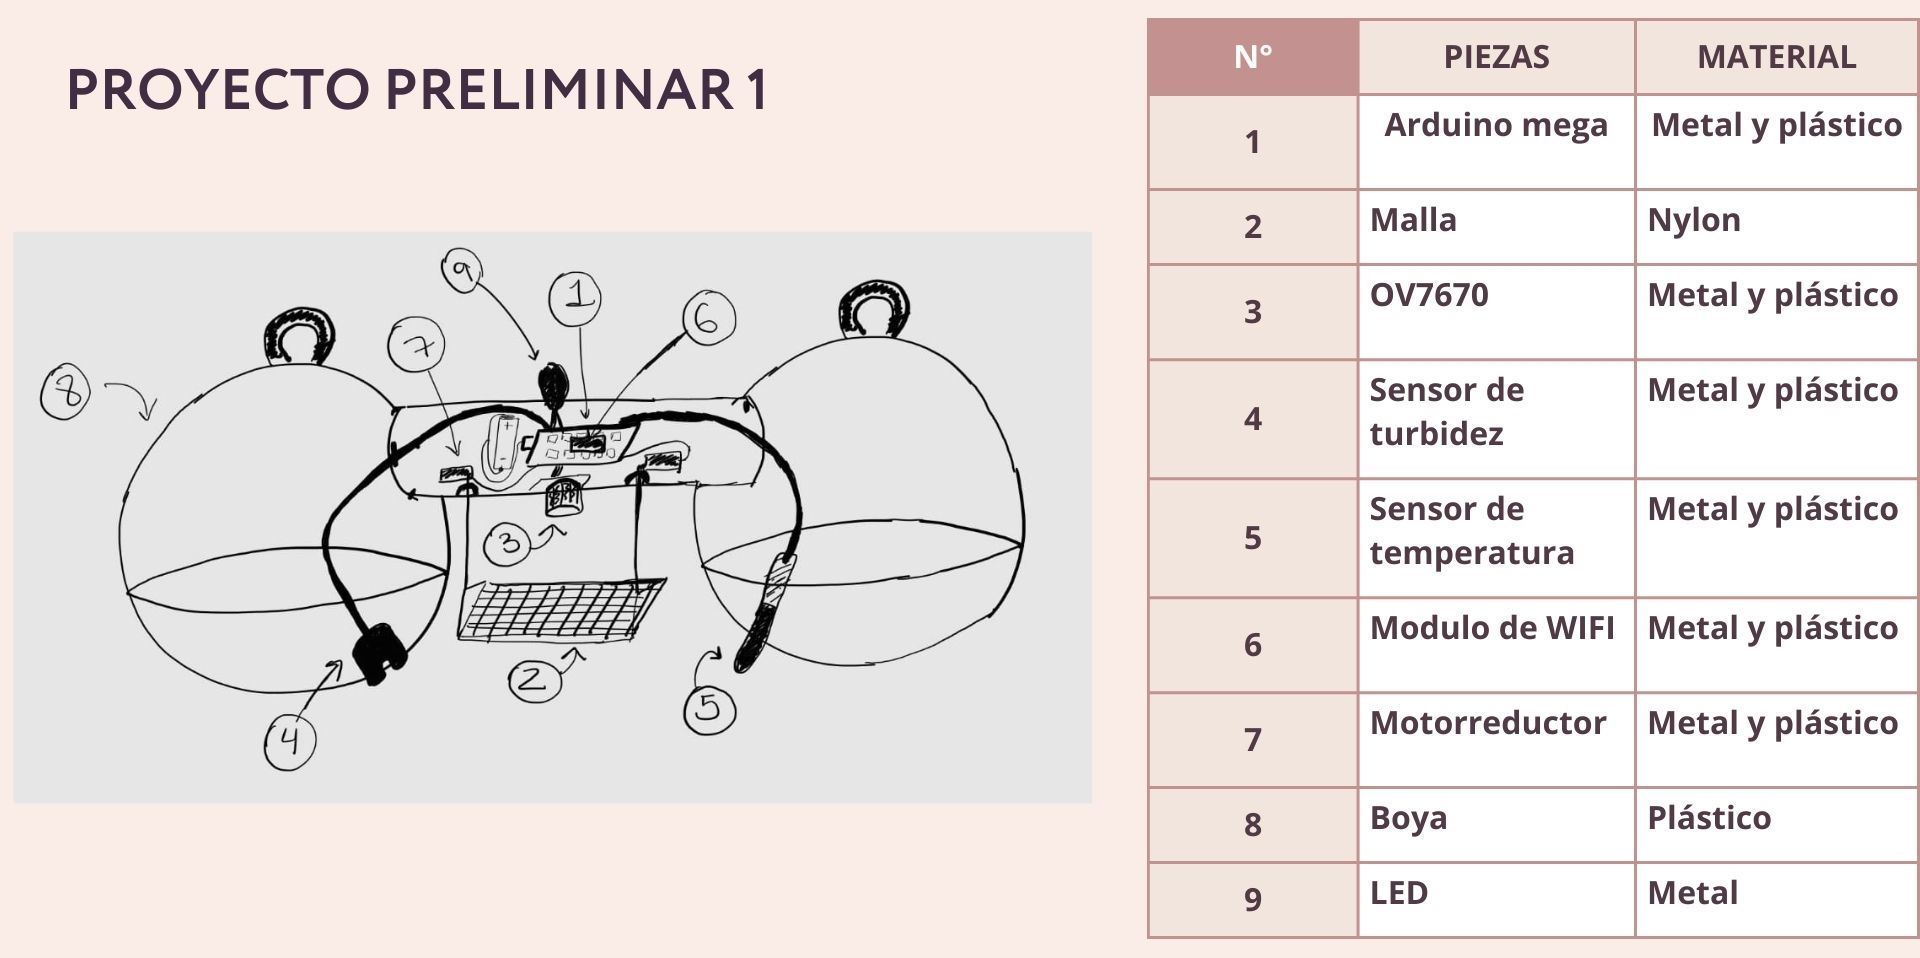 PROYECTO PRELIMINAR 1
9
1
6
7
8
+
-
3
2
5
4
N° PIEZAS MATERIAL
1 Arduino mega Metal y plástico
2 Malla Nylon
3 OV7670 Metal y plástico
4 Sensor de turbidez Metal y plástico
5 Sensor de temperatura Metal y plástico
6 Modulo de WIFI Metal y plástico
7 Motorreductor Metal y plástico
8 Boya Plástico
9 LED Metal